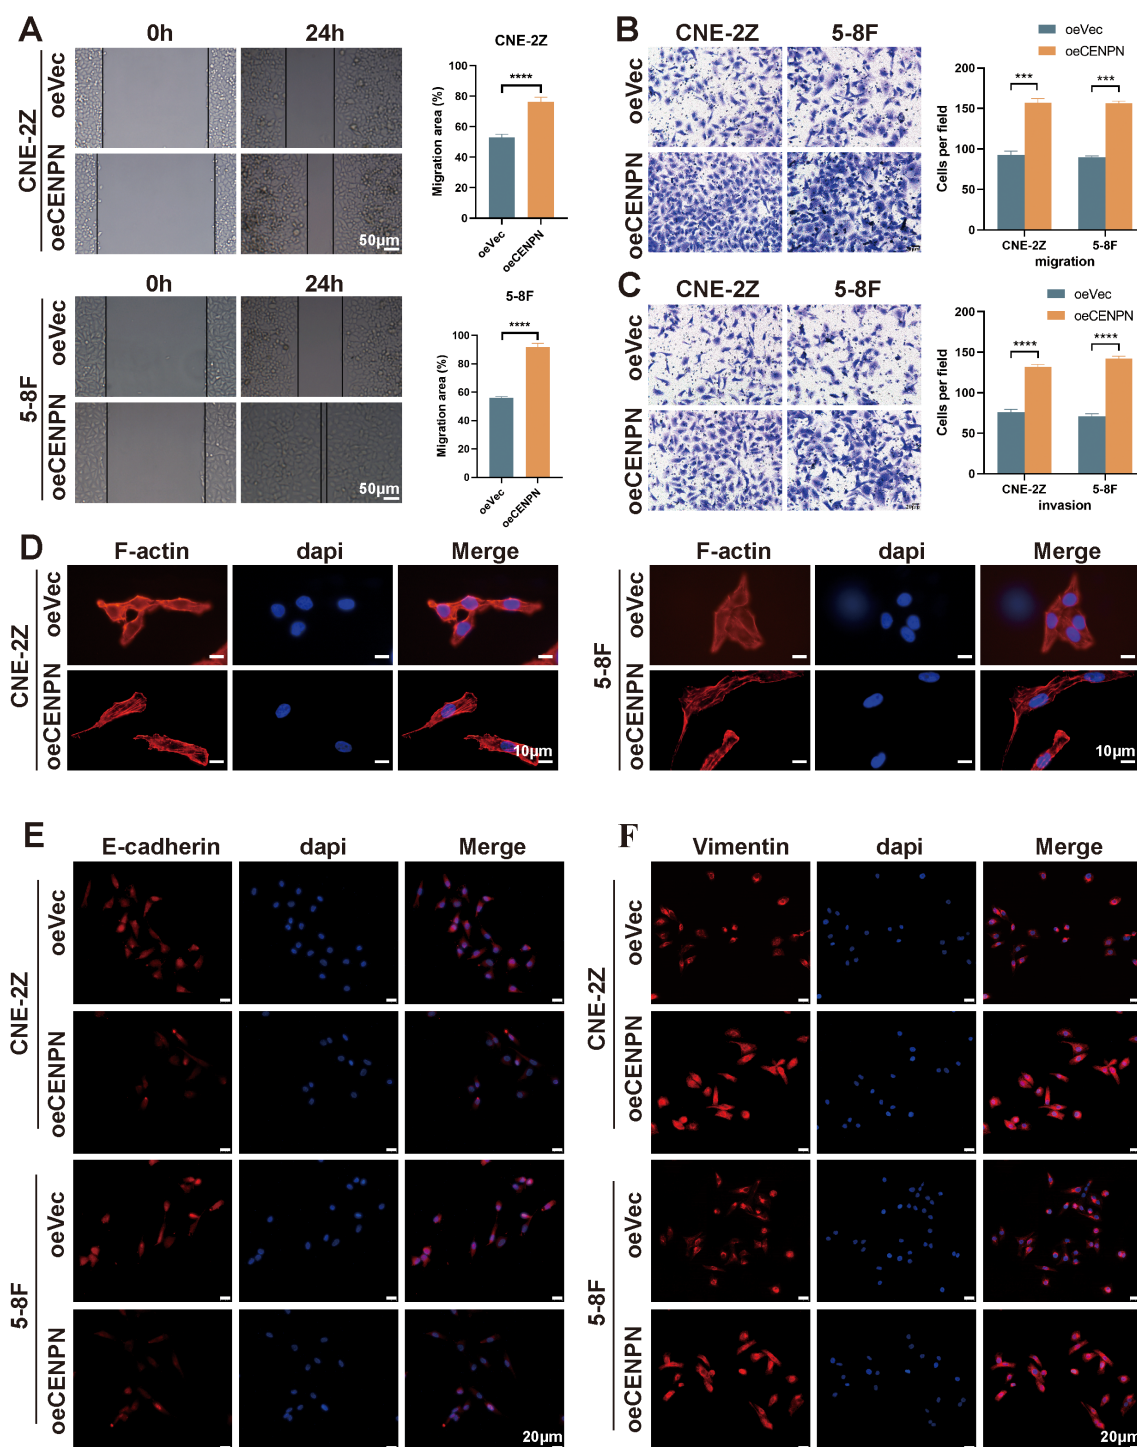 A
0h
24h
CNE-2Z
oeVec
oeCENPN
50μm
CNE-2Z
Migration area (%)
100
80
60
40
20
0
****
oeVec
oeCENPN
0h
24h
5-8F
oeVec
oeCENPN
50μm
5-8F
Migration area (%)
100
80
60
40
20
0
****
oeVec
oeCENPN
B
CNE-2Z
5-8F
oeVec
oeCENPN
oeVec
oeCENPN
Cells per field
200
150
100
50
0
***
***
CNE-2Z
5-8F
migration
C
CNE-2Z
5-8F
oeVec
oeCENPN
oeVec
oeCENPN
Cells per field
200
150
100
50
0
****
****
CNE-2Z
5-8F
invasion
D
F-actin
dapi
Merge
CNE-2Z
oeVec
oeCENPN
10μm
F-actin
dapi
Merge
5-8F
oeVec
oeCENPN
10μm
E
E-cadherin
dapi
Merge
CNE-2Z
oeVec
oeCENPN
5-8F
oeVec
oeCENPN
20μm
F
Vimentin
dapi
Merge
CNE-2Z
oeVec
oeCENPN
5-8F
oeVec
oeCENPN
20μm